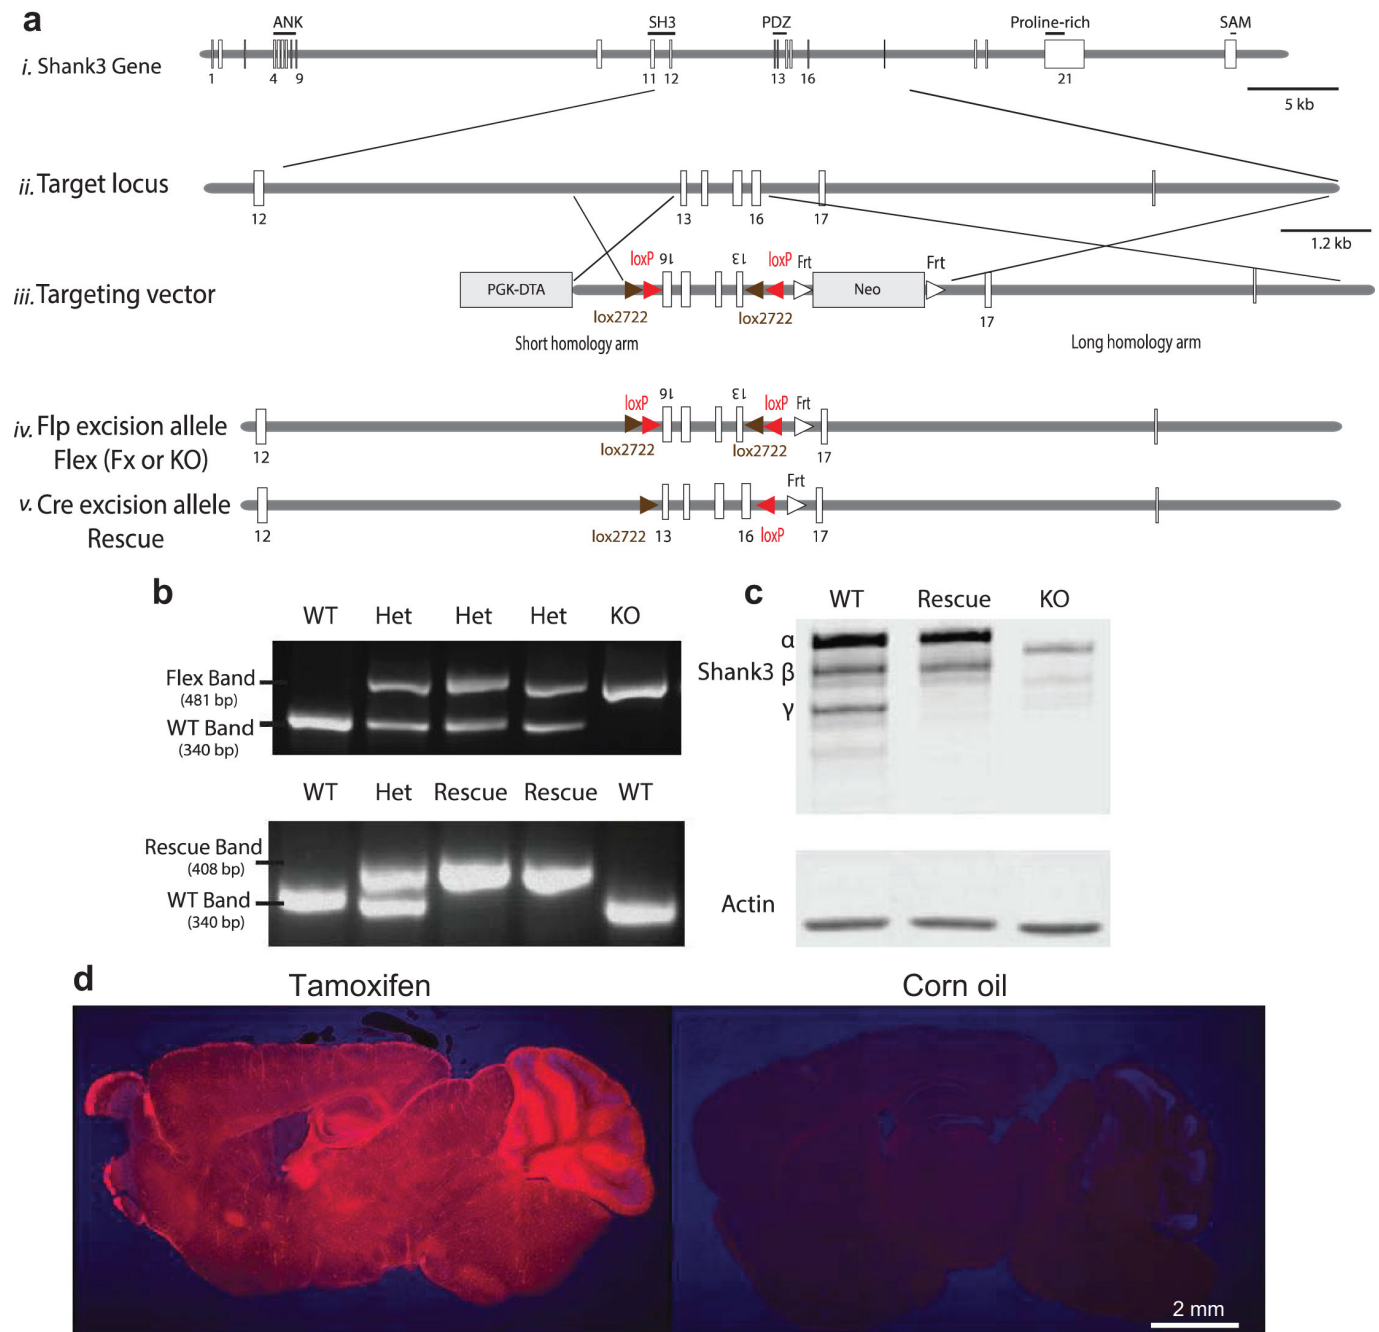 a
ANK SH3 PDZ Proline-rich SAM
i. Shank3 Gene
1 4 9 11 12 13 16 21
5 kb
ii. Target locus
12 13 16 17
1.2 kb
loxP 16 13 loxP Frt Frt
iii. Targeting vector
PGK-DTA Neo
lox2722 lox2722 17
Short homology arm Long homology arm
loxP 16 13 loxP Frt
iv. Flp excision allele
Flex (Fx or KO)
12 lox2722 lox2722 17
Frt
v. Cre excision allele
Rescue
12 lox2722 13 16 loxP 17
b
WT Het Het Het KO
Flex Band
(481 bp)
WT Band
(340 bp)
WT Het Rescue Rescue WT
Rescue Band
(408 bp)
WT Band
(340 bp)
c
WT Rescue KO
α
Shank3 β
γ
Actin
d
Tamoxifen Corn oil
2 mm